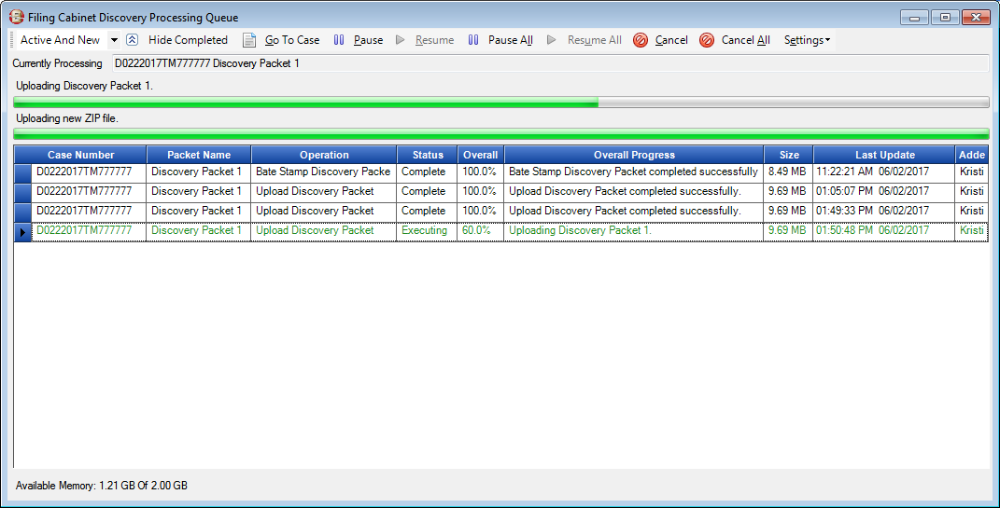 Filing Cabinet Discovery Processing Queue
Active And New Hide Completed Go To Case Pause Resume Pause All Resume All Cancel Cancel All Settings
Currently Processing D0222017TM777777 Discovery Packet 1
Uploading Discovery Packet 1.
Uploading new ZIP file.
Case Number Packet Name Operation Status Overall Overall Progress Size Last Update Adde
D0222017TM777777 Discovery Packet 1 Bate Stamp Discovery Packe Complete 100.0% Bate Stamp Discovery Packet completed successfully 8.49 MB 11:22:21 AM 06/02/2017 Kristi
D0222017TM777777 Discovery Packet 1 Upload Discovery Packet Complete 100.0% Upload Discovery Packet completed successfully. 9.69 MB 01:05:07 PM 06/02/2017 Kristi
D0222017TM777777 Discovery Packet 1 Upload Discovery Packet Complete 100.0% Upload Discovery Packet completed successfully. 9.69 MB 01:49:33 PM 06/02/2017 Kristi
D0222017TM777777 Discovery Packet 1 Upload Discovery Packet Executing 60.0% Uploading Discovery Packet 1. 9.69 MB 01:50:48 PM 06/02/2017 Kristi
Available Memory: 1.21 GB Of 2.00 GB